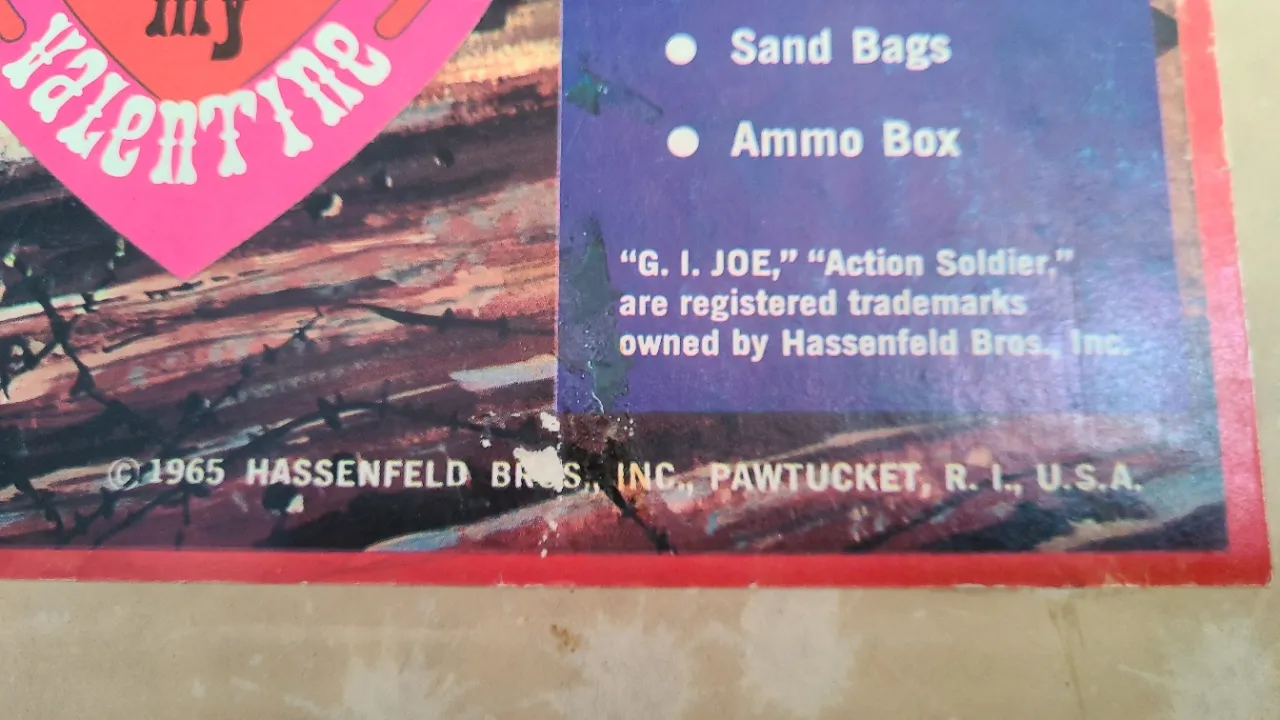 my
Valentine
● Sand Bags
● Ammo Box
“G. I. JOE,” “Action Soldier,”
are registered trademarks
owned by Hassenfeld Bros., Inc.
© 1965 HASSENFELD BROS., INC., PAWTUCKET, R. I., U.S.A.